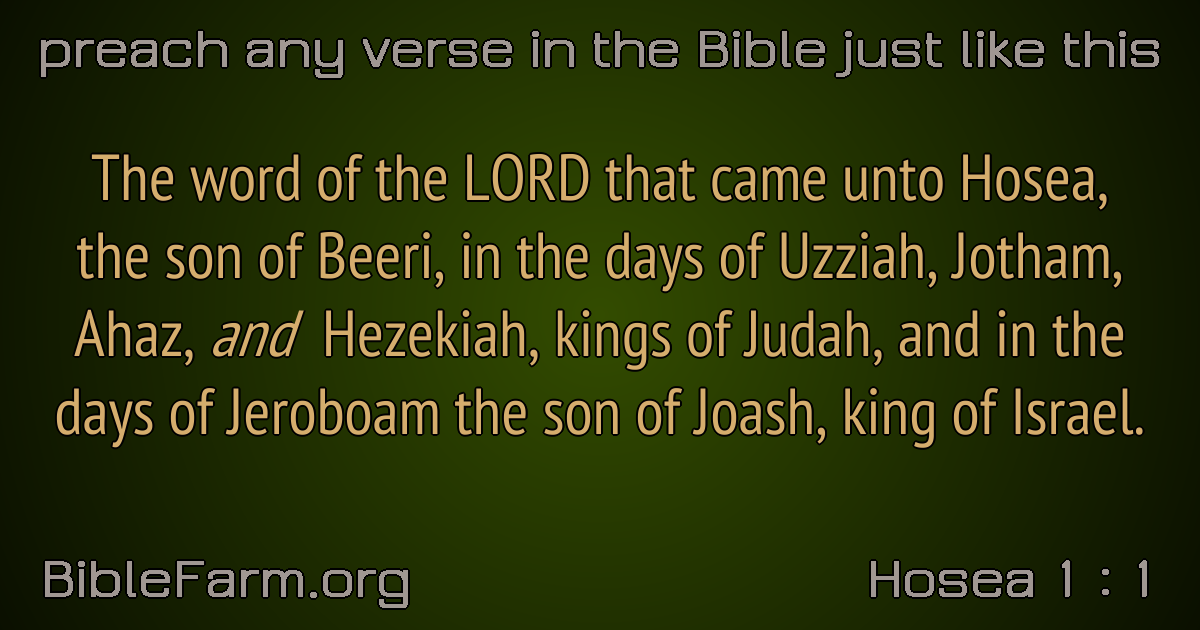 preach any verse in the Bible just like this
The word of the LORD that came unto Hosea,
the son of Beeri, in the days of Uzziah, Jotham,
Ahaz, and Hezekiah, kings of Judah, and in the
days of Jeroboam the son of Joash, king of Israel.
BibleFarm.org
Hosea 1 : 1